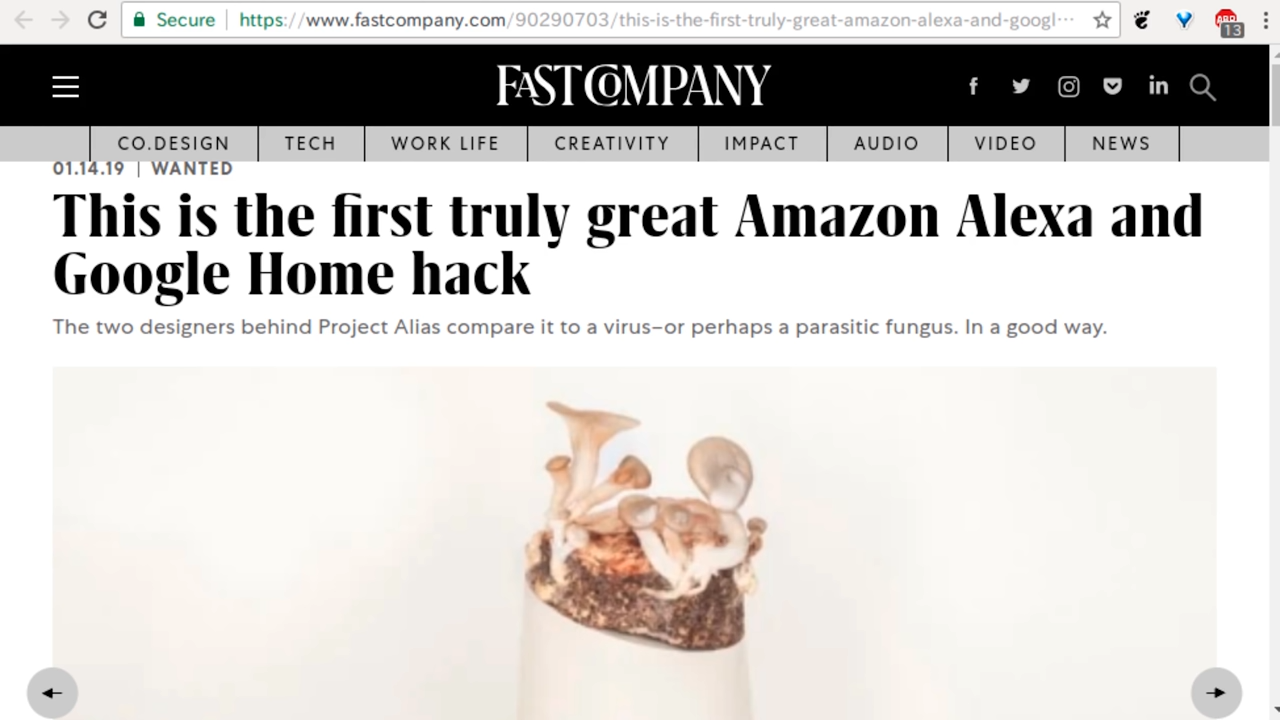 Secure https://www.fastcompany.com/90290703/this-is-the-first-truly-great-amazon-alexa-and-googl···
13
FAST COMPANY
CO.DESIGN TECH WORK LIFE CREATIVITY IMPACT AUDIO VIDEO NEWS
01.14.19 | WANTED
This is the first truly great Amazon Alexa and
Google Home hack
The two designers behind Project Alias compare it to a virus–or perhaps a parasitic fungus. In a good way.